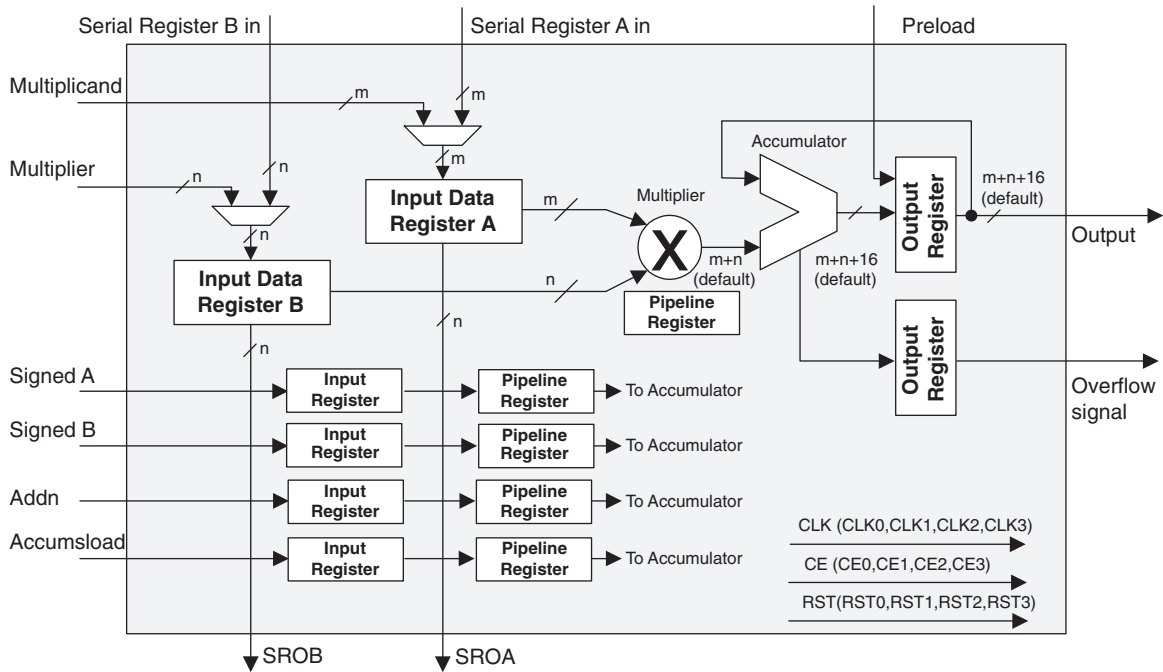 Serial Register B in
Serial Register A in
Preload
Multiplicand
m
m
Accumulator
Multiplier
n
n
m
Input Data
Register A
m
Multiplier
X
m+n
(default)
m+n+16
(default)
Output
Register
m+n+16
(default)
Output
n
Input Data
Register B
n
Pipeline
Register
n
n
Output
Register
Overflow
signal
Signed A
Input
Register
Pipeline
Register
To Accumulator
Signed B
Input
Register
Pipeline
Register
To Accumulator
Addn
Input
Register
Pipeline
Register
To Accumulator
Accumsload
Input
Register
Pipeline
Register
To Accumulator
CLK (CLK0,CLK1,CLK2,CLK3)
CE (CE0,CE1,CE2,CE3)
RST(RST0,RST1,RST2,RST3)
SROB
SROA